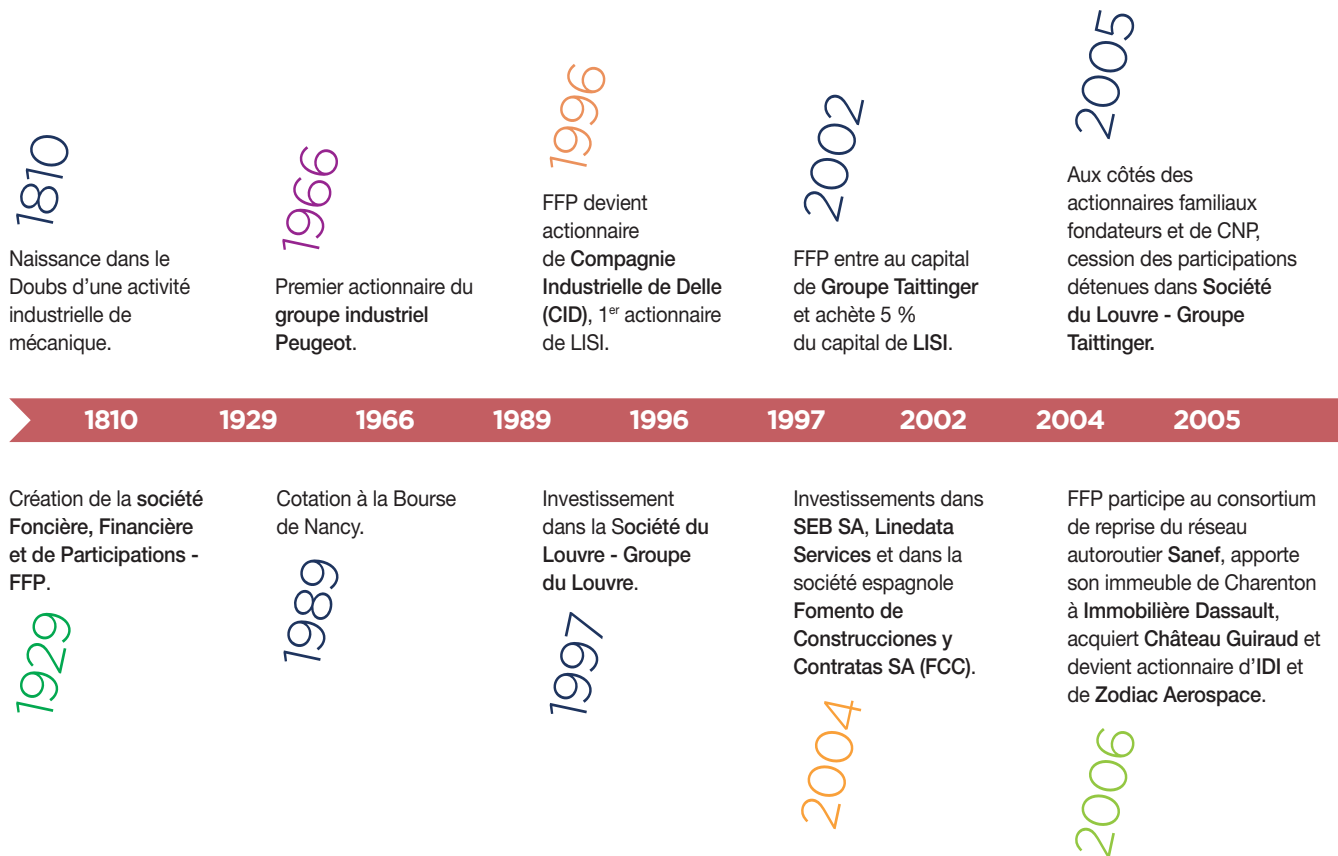 1810
Naissance dans le
Doubs d’une activité
industrielle de
mécanique.
1966
Premier actionnaire du
groupe industriel
Peugeot.
1996
FFP devient
actionnaire
de Compagnie
Industrielle de Delle
(CID), 1er actionnaire
de LISI.
2002
FFP entre au capital
de Groupe Taittinger
et achète 5 %
du capital de LISI.
2005
Aux côtés des
actionnaires familiaux
fondateurs et de CNP,
cession des participations
détenues dans Société
du Louvre - Groupe
Taittinger.
1810 1929 1966 1989 1996 1997 2002 2004 2005
Création de la société
Foncière, Financière
et de Participations -
FFP.
1929
Cotation à la Bourse
de Nancy.
1989
Investissement
dans la Société du
Louvre - Groupe
du Louvre.
1997
Investissements dans
SEB SA, Linedata
Services et dans la
société espagnole
Fomento de
Construcciones y
Contratas SA (FCC).
2004
FFP participe au consortium
de reprise du réseau
autoroutier Sanef, apporte
son immeuble de Charenton
à Immobilière Dassault,
acquiert Château Guiraud et
devient actionnaire d’IDI et
de Zodiac Aerospace.
2006